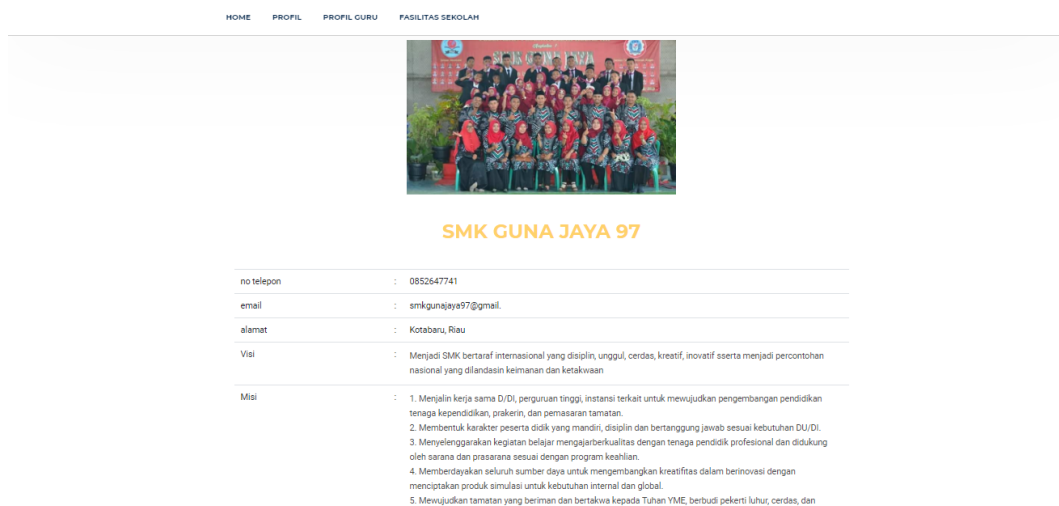 HOME PROFIL PROFIL GURU FASILITAS SEKOLAH
SMK GUNA JAYA 97
no telepon : 0852647741
email : smkgunajaya97@gmail.
alamat : Kotabaru, Riau
Visi : Menjadi SMK bertaraf internasional yang disiplin, unggul, cerdas, kreatif, inovatif sserta menjadi percontohan
nasional yang dilandasin keimanan dan ketakwaan
Misi : 1. Menjalin kerja sama D/DI, perguruan tinggi, instansi terkait untuk mewujudkan pengembangan pendidikan
tenaga kependidikan, prakerin, dan pemasaran tamatan.
2. Membentuk karakter peserta didik yang mandiri, disiplin dan bertanggung jawab sesuai kebutuhan DU/DI.
3. Menyelenggarakan kegiatan belajar mengajarberkualitas dengan tenaga pendidik profesional dan didukung
oleh sarana dan prasarana sesuai dengan program keahlian.
4. Memberdayakan seluruh sumber daya untuk mengembangkan kreatifitas dalam berinovasi dengan
menciptakan produk simulasi untuk kebutuhan internal dan global.
5. Mewujudkan tamatan yang beriman dan bertakwa kepada Tuhan YME, berbudi pekerti luhur, cerdas, dan